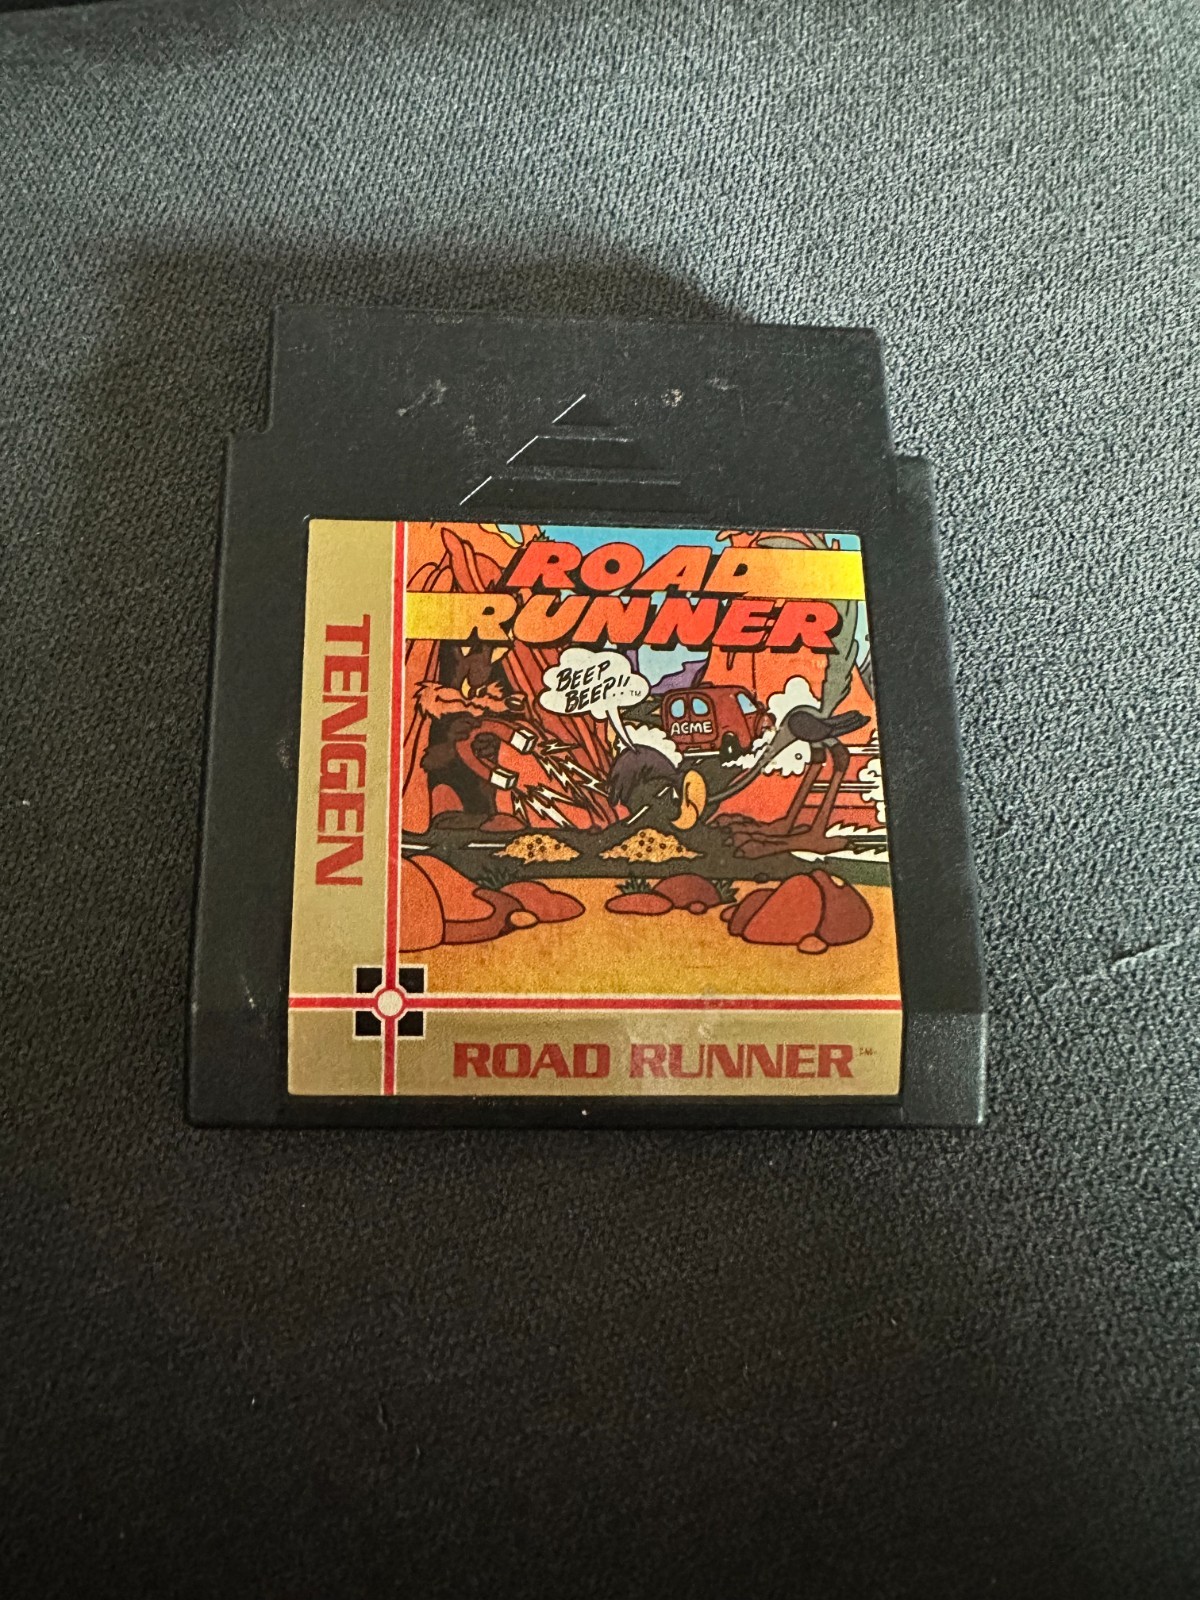 ROAD
RUNNER
BEEP
BEEP!!
TM
ACME
TENGEN
ROAD RUNNER TM